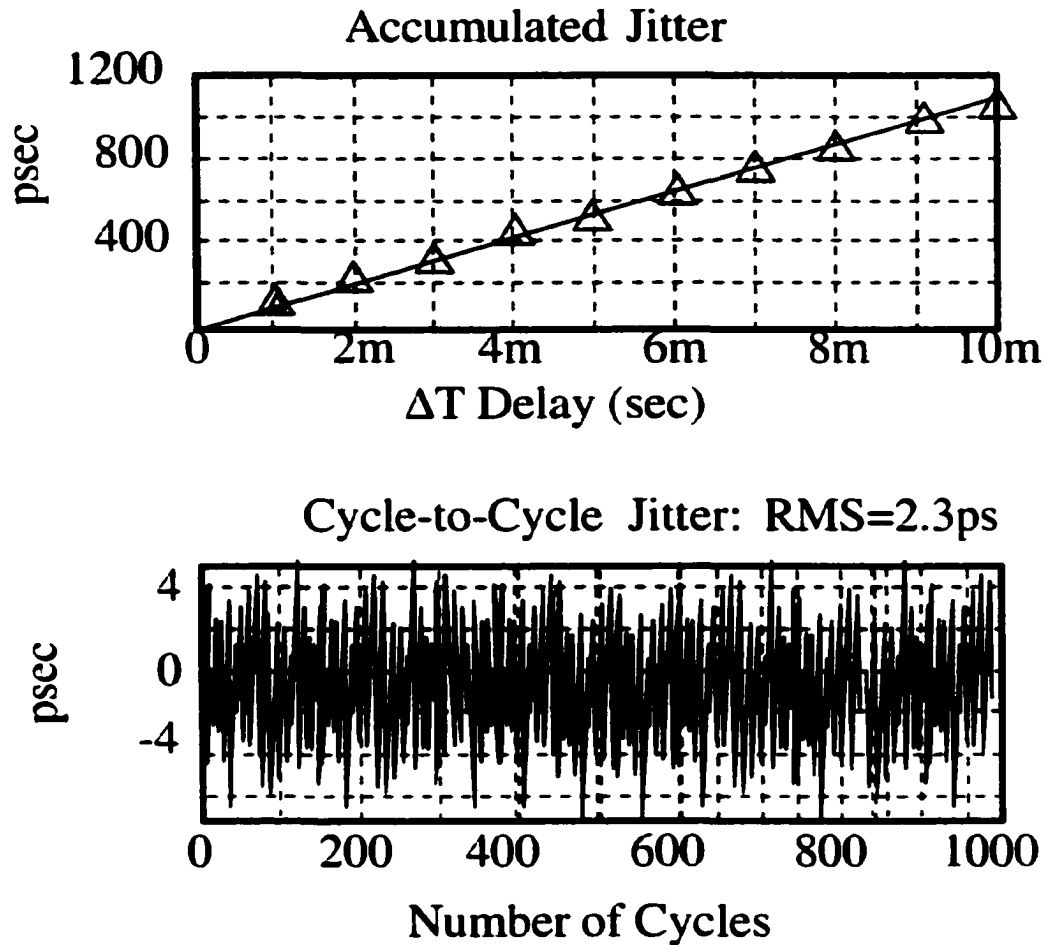 Accumulated Jitter
1200
800
400
psec
0 2m 4m 6m 8m 10m
ΔT Delay (sec)
Cycle-to-Cycle Jitter: RMS=2.3ps
4
0
-4
psec
0 200 400 600 800 1000
Number of Cycles